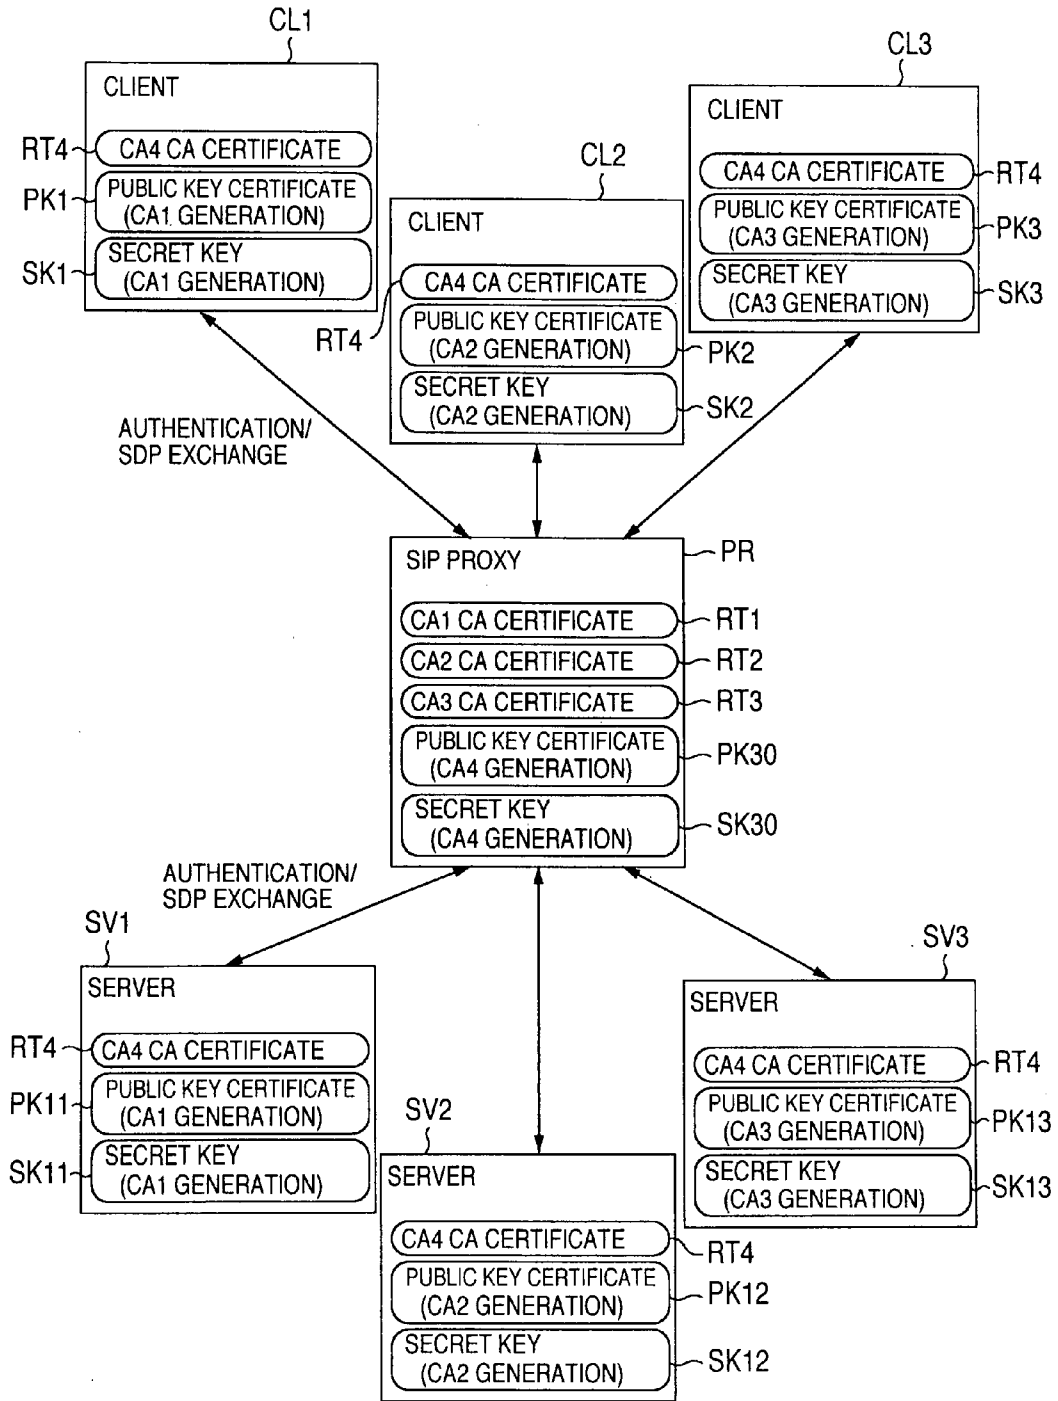 CL1
CLIENT
RT4
CA4 CA CERTIFICATE
PK1
PUBLIC KEY CERTIFICATE
(CA1 GENERATION)
SK1
SECRET KEY
(CA1 GENERATION)
CL2
CLIENT
RT4
CA4 CA CERTIFICATE
PUBLIC KEY CERTIFICATE
(CA2 GENERATION)
PK2
SECRET KEY
(CA2 GENERATION)
SK2
CL3
CLIENT
CA4 CA CERTIFICATE
RT4
PUBLIC KEY CERTIFICATE
(CA3 GENERATION)
PK3
SECRET KEY
(CA3 GENERATION)
SK3
AUTHENTICATION/
SDP EXCHANGE
SIP PROXY
PR
CA1 CA CERTIFICATE
RT1
CA2 CA CERTIFICATE
RT2
CA3 CA CERTIFICATE
RT3
PUBLIC KEY CERTIFICATE
(CA4 GENERATION)
PK30
SECRET KEY
(CA4 GENERATION)
SK30
AUTHENTICATION/
SDP EXCHANGE
SV1
SERVER
RT4
CA4 CA CERTIFICATE
PK11
PUBLIC KEY CERTIFICATE
(CA1 GENERATION)
SK11
SECRET KEY
(CA1 GENERATION)
SV2
SERVER
CA4 CA CERTIFICATE
RT4
PUBLIC KEY CERTIFICATE
(CA2 GENERATION)
PK12
SECRET KEY
(CA2 GENERATION)
SK12
SV3
SERVER
CA4 CA CERTIFICATE
RT4
PUBLIC KEY CERTIFICATE
(CA3 GENERATION)
PK13
SECRET KEY
(CA3 GENERATION)
SK13